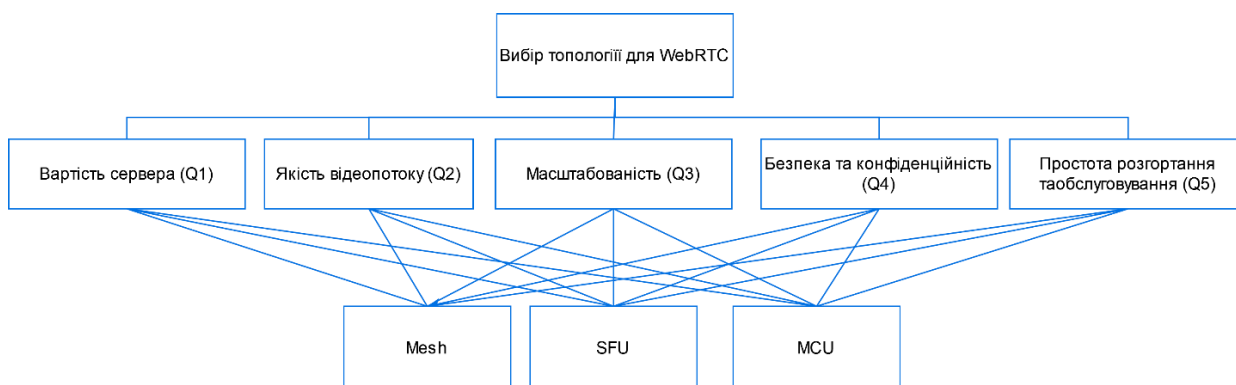 Вибір топологіїї для WebRTC
Вартість сервера (Q1)
Якість відеопотоку (Q2)
Масштабованість (Q3)
Безпека та конфіденційність
(Q4)
Простота розгортання
таобслуговування (Q5)
Mesh
SFU
MCU